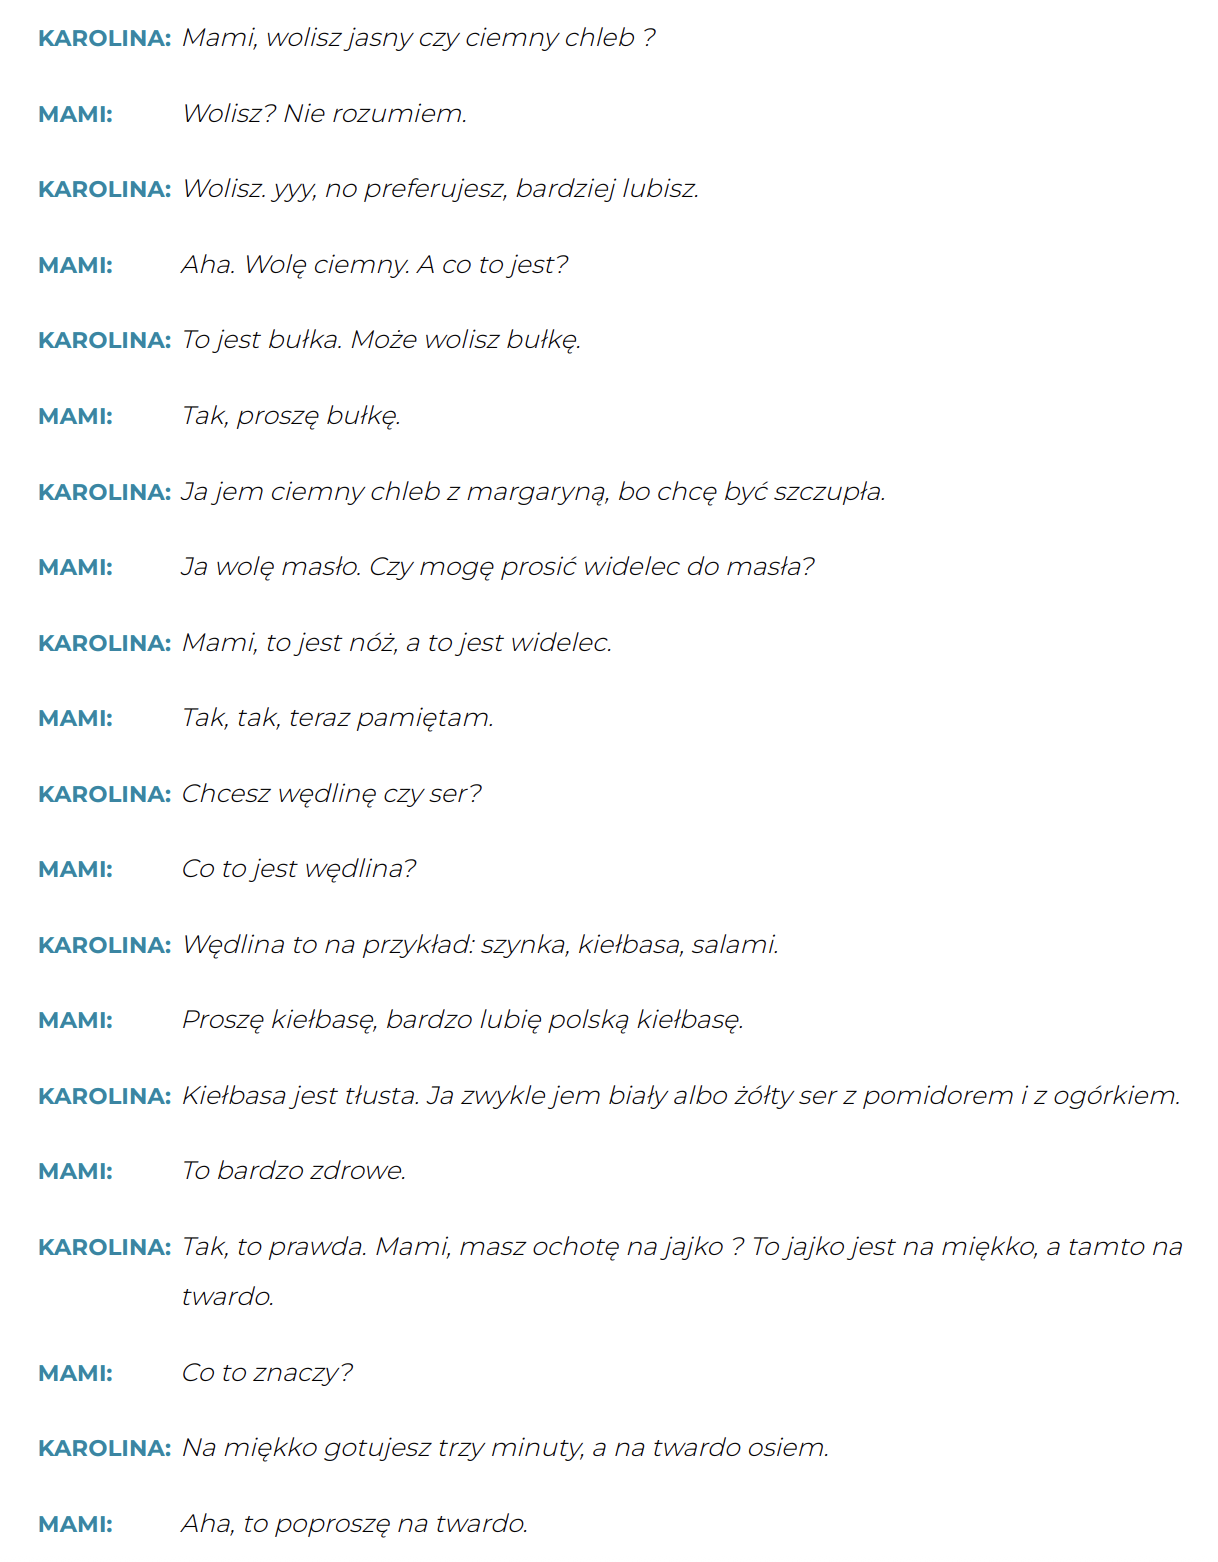 KAROLINA: Mami, wolisz jasny czy ciemny chleb ?
MAMI: Wolisz? Nie rozumiem.
KAROLINA: Wolisz. yyy, no preferujesz, bardziej lubisz.
MAMI: Aha. Wolę ciemny. A co to jest?
KAROLINA: To jest bułka. Może wolisz bułkę.
MAMI: Tak, proszę bułkę.
KAROLINA: Ja jem ciemny chleb z margaryną, bo chcę być szczupła.
MAMI: Ja wolę masło. Czy mogę prosić widelec do masła?
KAROLINA: Mami, to jest nóż, a to jest widelec.
MAMI: Tak, tak, teraz pamiętam.
KAROLINA: Chcesz wędlinę czy ser?
MAMI: Co to jest wędlina?
KAROLINA: Wędlina to na przykład: szynka, kiełbasa, salami.
MAMI: Proszę kiełbasę, bardzo lubię polską kiełbasę.
KAROLINA: Kiełbasa jest tłusta. Ja zwykle jem biały albo żółty ser z pomidorem i z ogórkiem.
MAMI: To bardzo zdrowe.
KAROLINA: Tak, to prawda. Mami, masz ochotę na jajko ? To jajko jest na miękko, a tamto na
twardo.
MAMI: Co to znaczy?
KAROLINA: Na miękko gotujesz trzy minuty, a na twardo osiem.
MAMI: Aha, to poproszę na twardo.